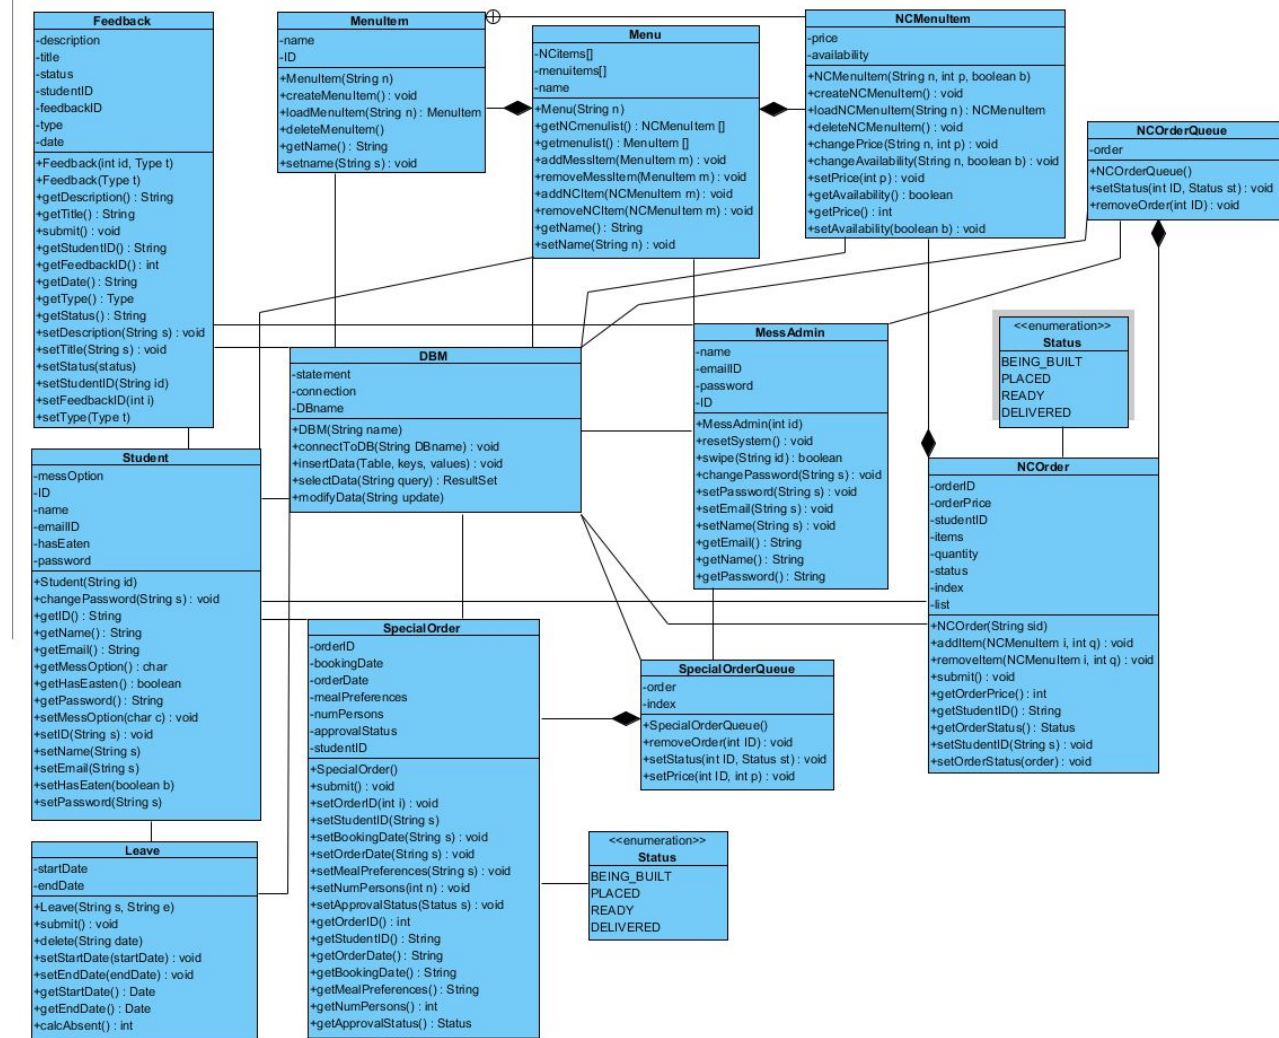 Feedback
-description
-title
-status
-studentID
-feedbackID
-type
-date
+Feedback(int id, Type t)
+Feedback(Type t)
+getDescription() : String
+getTitle() : String
+submit() : void
+getStudentID() : String
+getFeedbackID() : int
+getDate() : String
+getType() : Type
+getStatus() : String
+setDescription(String s) : void
+setTitle(String s) : void
+setStatus(status)
+setStudentID(String id)
+setFeedbackID(int i)
+setType(Type t)
MenuItem
-name
-ID
+MenuItem(String n)
+createMenuItem() : void
+loadMenuItem(String n) : MenuItem
+deleteMenuItem()
+getName() : String
+setname(String s) : void
Menu
-NCitems[]
-menuitems[]
-name
+Menu(String n)
+getNCmenulist() : NCMenuItem []
+getmenulist() : MenuItem []
+addMessItem(MenuItem m) : void
+removeMessItem(MenuItem m) : void
+addNCItem(NCMenuItem m) : void
+removeNCItem(NCMenuItem m) : void
+getName() : String
+setName(String n) : void
NCMenuItem
-price
-availability
+NCMenuItem(String n, int p, boolean b)
+createNCMenuItem() : void
+loadNCMenuItem(String n) : NCMenuItem
+deleteNCMenuItem() : void
+changePrice(String n, int p) : void
+changeAvailability(String n, boolean b) : void
+setPrice(int p) : void
+getAvailability() : boolean
+getPrice() : int
+setAvailability(boolean b) : void
NCOrderQueue
-order
+NCOrderQueue()
+setStatus(int ID, Status st) : void
+removeOrder(int ID) : void
DBM
-statement
-connection
-DBname
+DBM(String name)
+connectToDB(String DBname) : void
+insertData(Table, keys, values) : void
+selectData(String query) : ResultSet
+modifyData(String update)
MessAdmin
-name
-emailID
-password
-ID
+MessAdmin(int id)
+resetSystem() : void
+swipe(String id) : boolean
+changePassword(String s) : void
+setPassword(String s) : void
+setEmail(String s) : void
+setName(String s) : void
+getEmail() : String
+getName() : String
+getPassword() : String
<<enumeration>>
Status
BEING_BUILT
PLACED
READY
DELIVERED
Student
-messOption
-ID
-name
-emailID
-hasEaten
-password
+Student(String id)
+changePassword(String s) : void
+getID() : String
+getName() : String
+getEmail() : String
+getMessOption() : char
+getHasEasten() : boolean
+getPassword() : String
+setMessOption(char c) : void
+setID(String s) : void
+setName(String s)
+setEmail(String s)
+setHasEaten(boolean b)
+setPassword(String s)
NCOrder
-orderID
-orderPrice
-studentID
-items
-quantity
-status
-index
-list
+NCOrder(String sid)
+addItem(NCMenuItem i, int q) : void
+removeItem(NCMenuItem i, int q) : void
+submit() : void
+getOrderPrice() : int
+getStudentID() : String
+getOrderStatus() : Status
+setStudentID(String s) : void
+setOrderStatus(order) : void
SpecialOrder
-orderID
-bookingDate
-orderDate
-mealPreferences
-numPersons
-approvalStatus
-studentID
+SpecialOrder()
+submit() : void
+setOrderID(int i) : void
+setStudentID(String s)
+setBookingDate(String s) : void
+setOrderDate(String s) : void
+setMealPreferences(String s) : void
+setNumPersons(int n) : void
+setApprovalStatus(Status s) : void
+getOrderID() : int
+getStudentID() : String
+getOrderDate() : String
+getBookingDate() : String
+getMealPreferences() : String
+getNumPersons() : int
+getApprovalStatus() : Status
SpecialOrderQueue
-order
-index
+SpecialOrderQueue()
+removeOrder(int ID) : void
+setStatus(int ID, Status st) : void
+setPrice(int ID, int p) : void
Leave
-startDate
-endDate
+Leave(String s, String e)
+submit() : void
+delete(String date)
+setStartDate(startDate) : void
+setEndDate(endDate) : void
+getStartDate() : Date
+getEndDate() : Date
+calcAbsent() : int
<<enumeration>>
Status
BEING_BUILT
PLACED
READY
DELIVERED